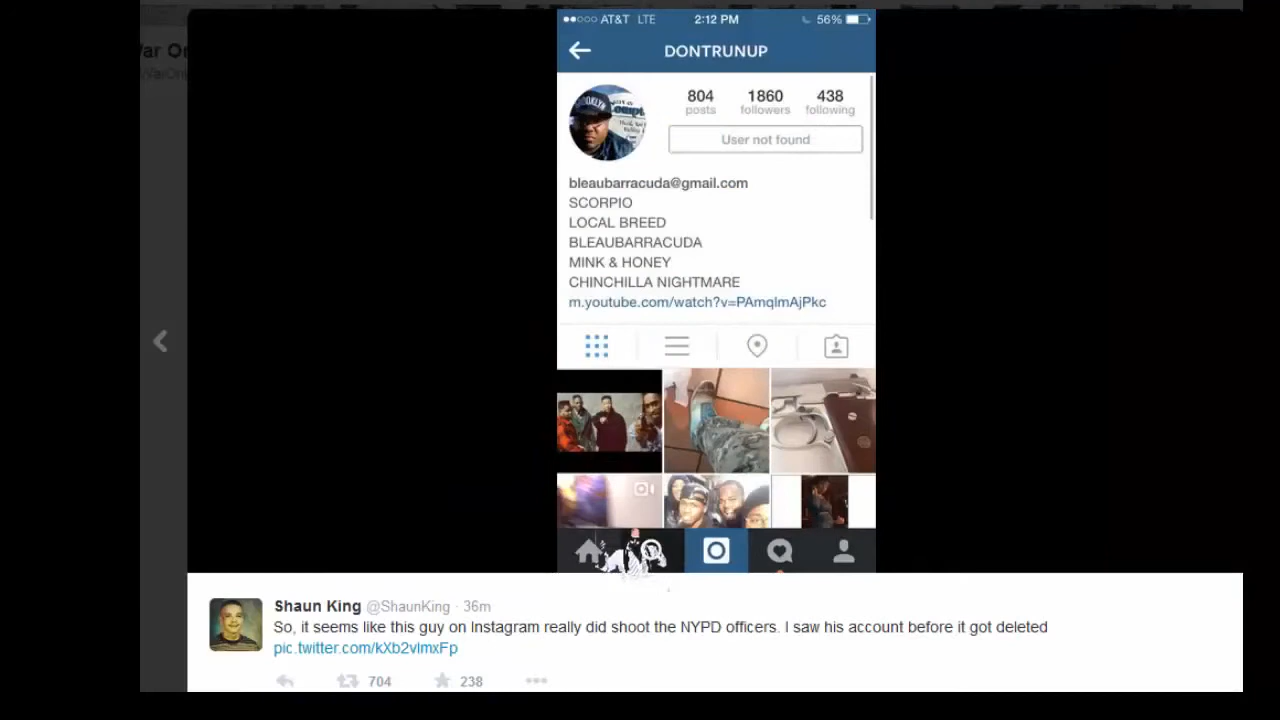 AT&T LTE 2:12 PM 56%
DONTRUNUP
804 1860 438
posts followers following
User not found
bleaubarracuda@gmail.com
SCORPIO
LOCAL BREED
BLEAUBARRACUDA
MINK & HONEY
CHINCHILLA NIGHTMARE
m.youtube.com/watch?v=PAmqlmAjPkc
Shaun King @ShaunKing · 36m
So, it seems like this guy on Instagram really did shoot the NYPD officers. I saw his account before it got deleted
pic.twitter.com/kXb2vlmxFp
704 238